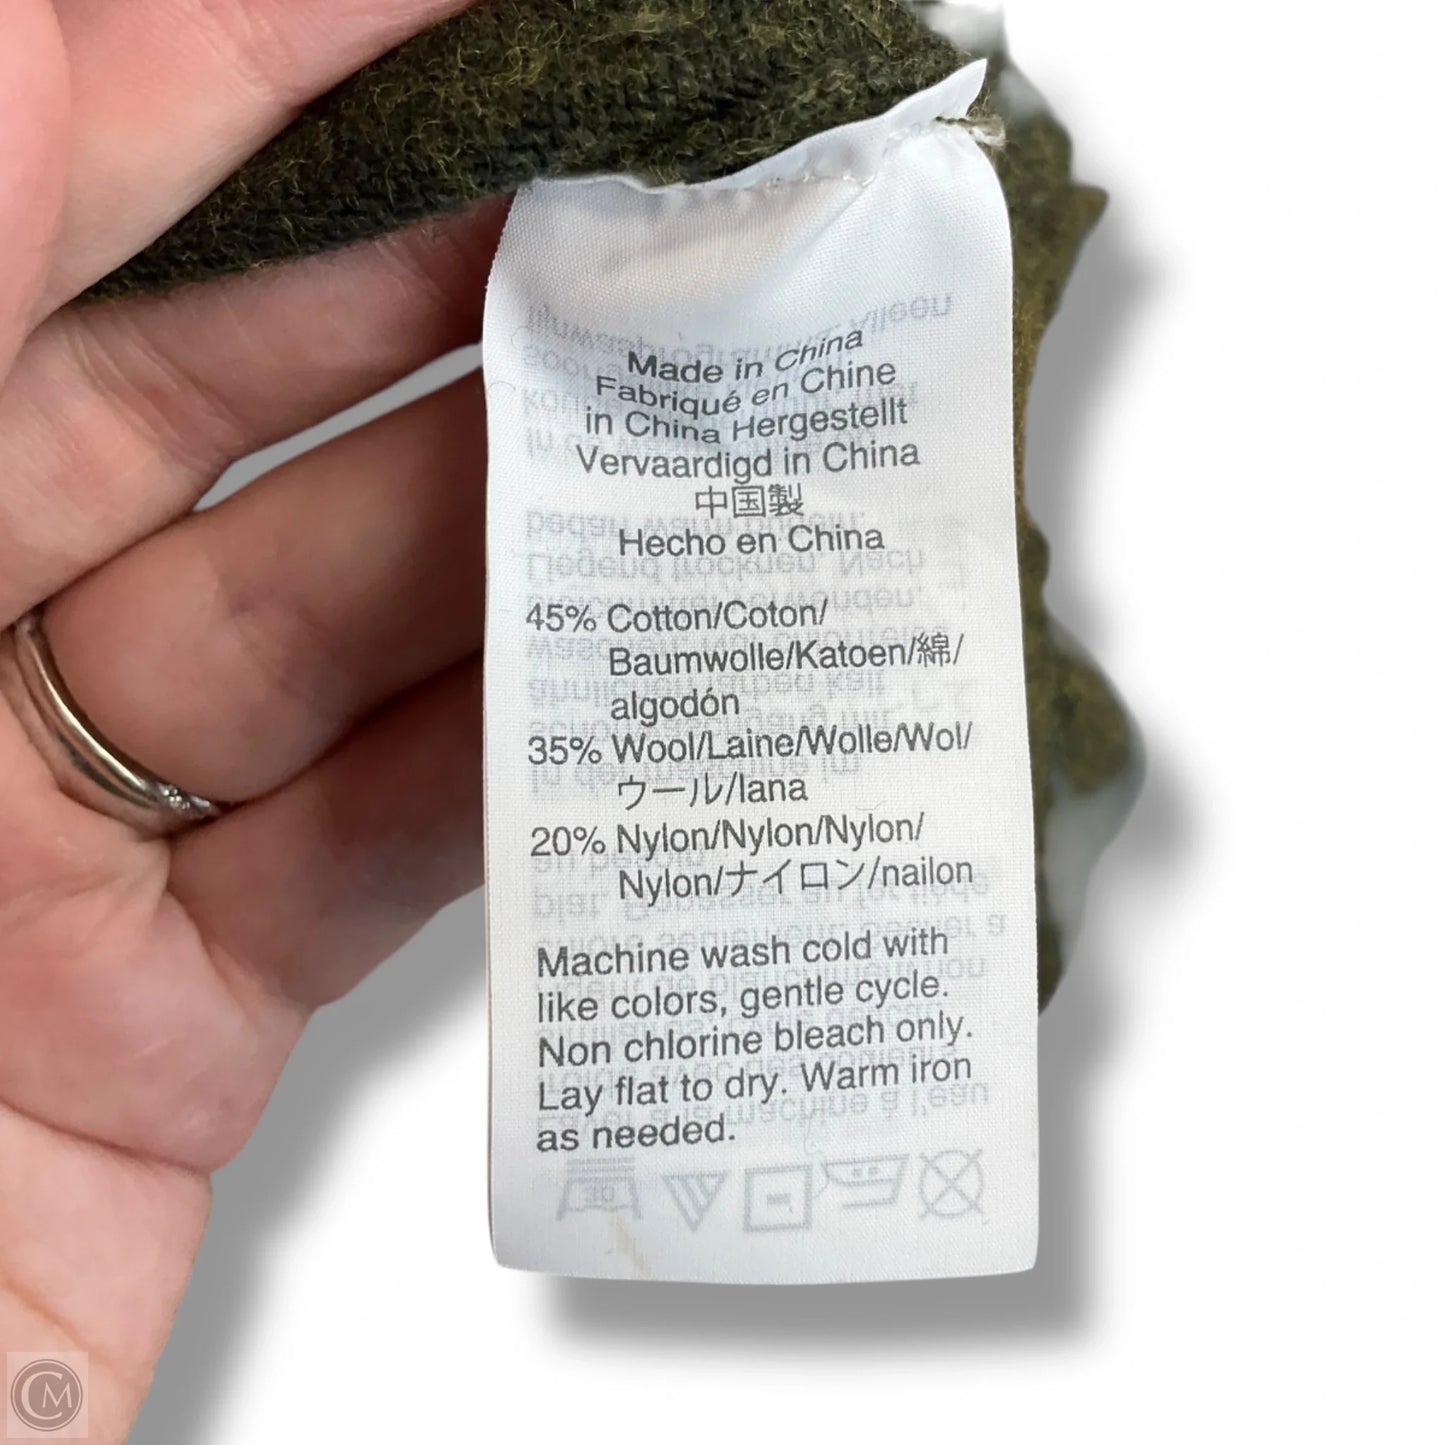 Made in China
Fabriqué en Chine
in China Hergestellt
Vervaardigd in China
中国製
Hecho en China
45% Cotton/Coton/
Baumwolle/Katoen/綿/
algodón
35% Wool/Laine/Wolle/Wol/
ウール/lana
20% Nylon/Nylon/Nylon/
Nylon/ナイロン/nailon
Machine wash cold with
like colors, gentle cycle.
Non chlorine bleach only.
Lay flat to dry. Warm iron
as needed.
30
CM